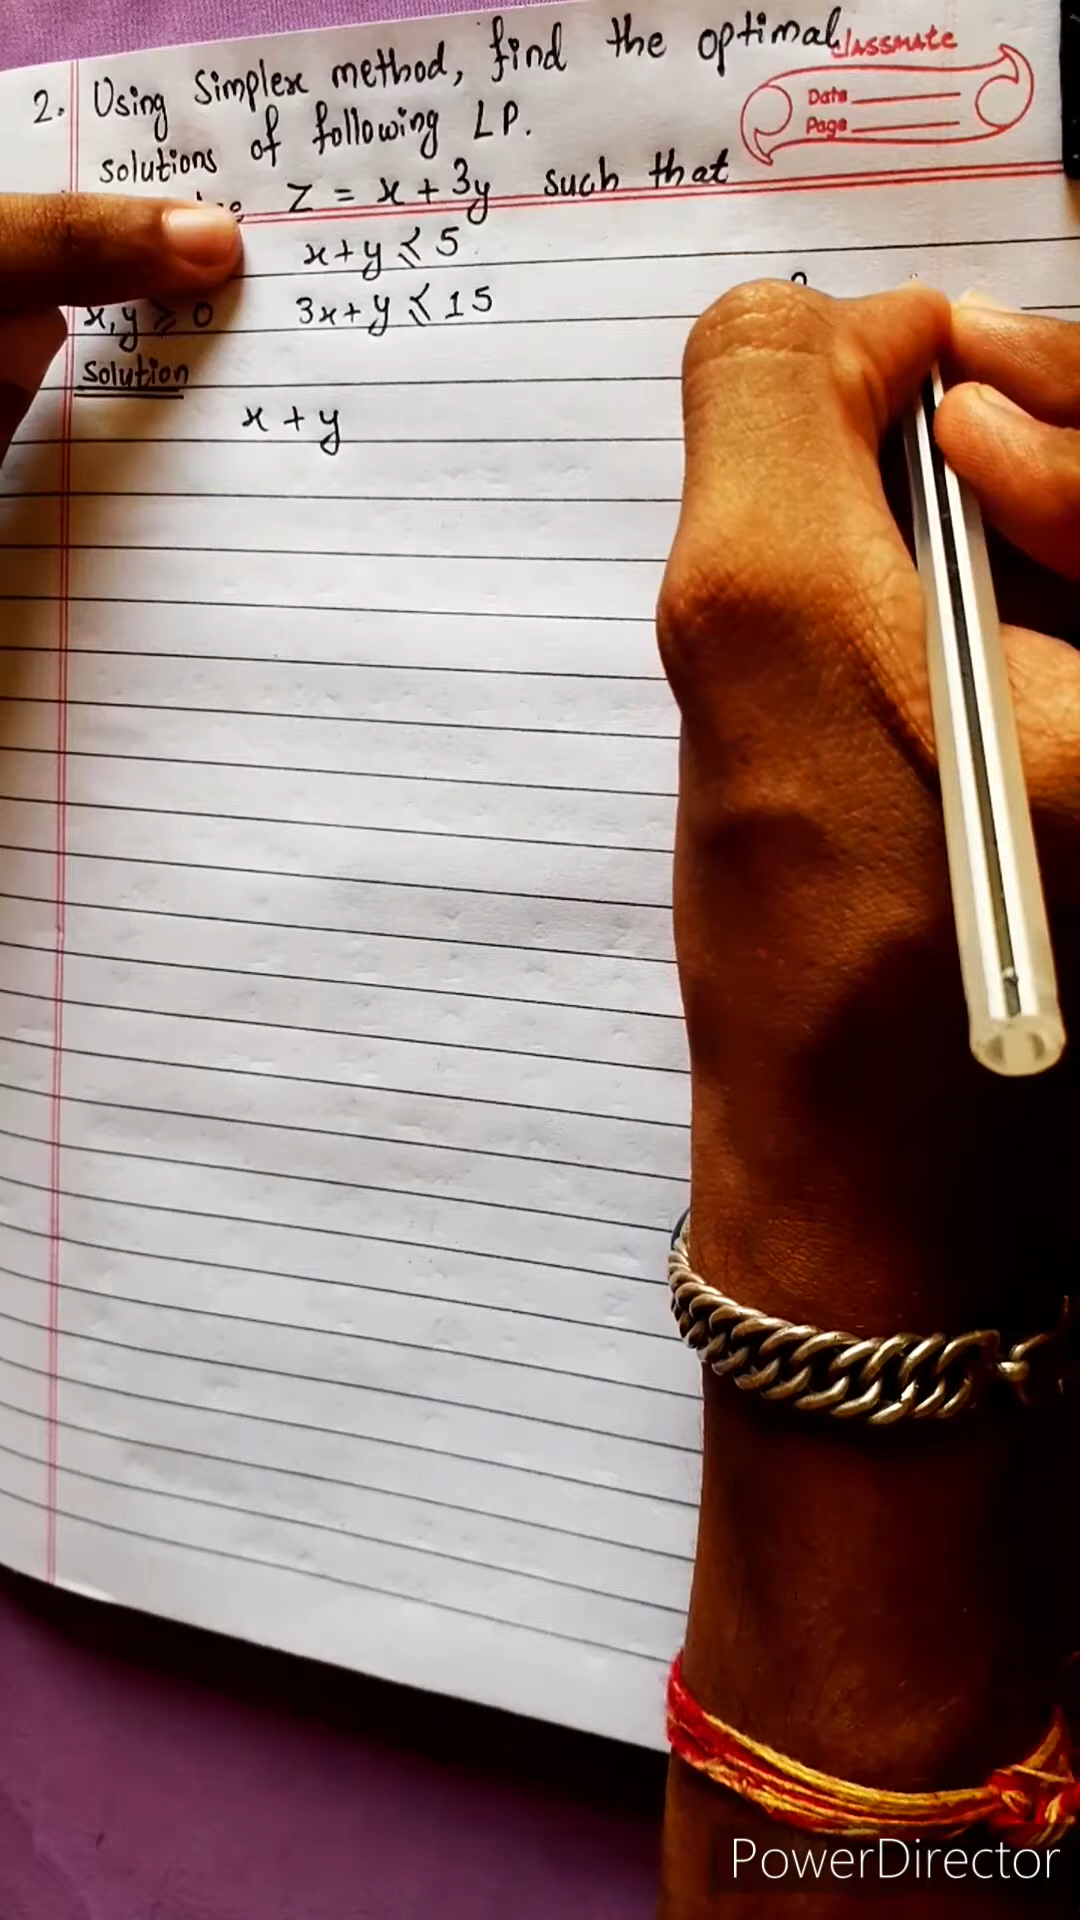 2. Using Simplex method, find the optimal
classmate
Date
Page
solutions of following LP.
Z = x + 3y such that
x + y ≤ 5
x, y ≥ 0 3x + y ≤ 15
Solution
x + y
PowerDirector